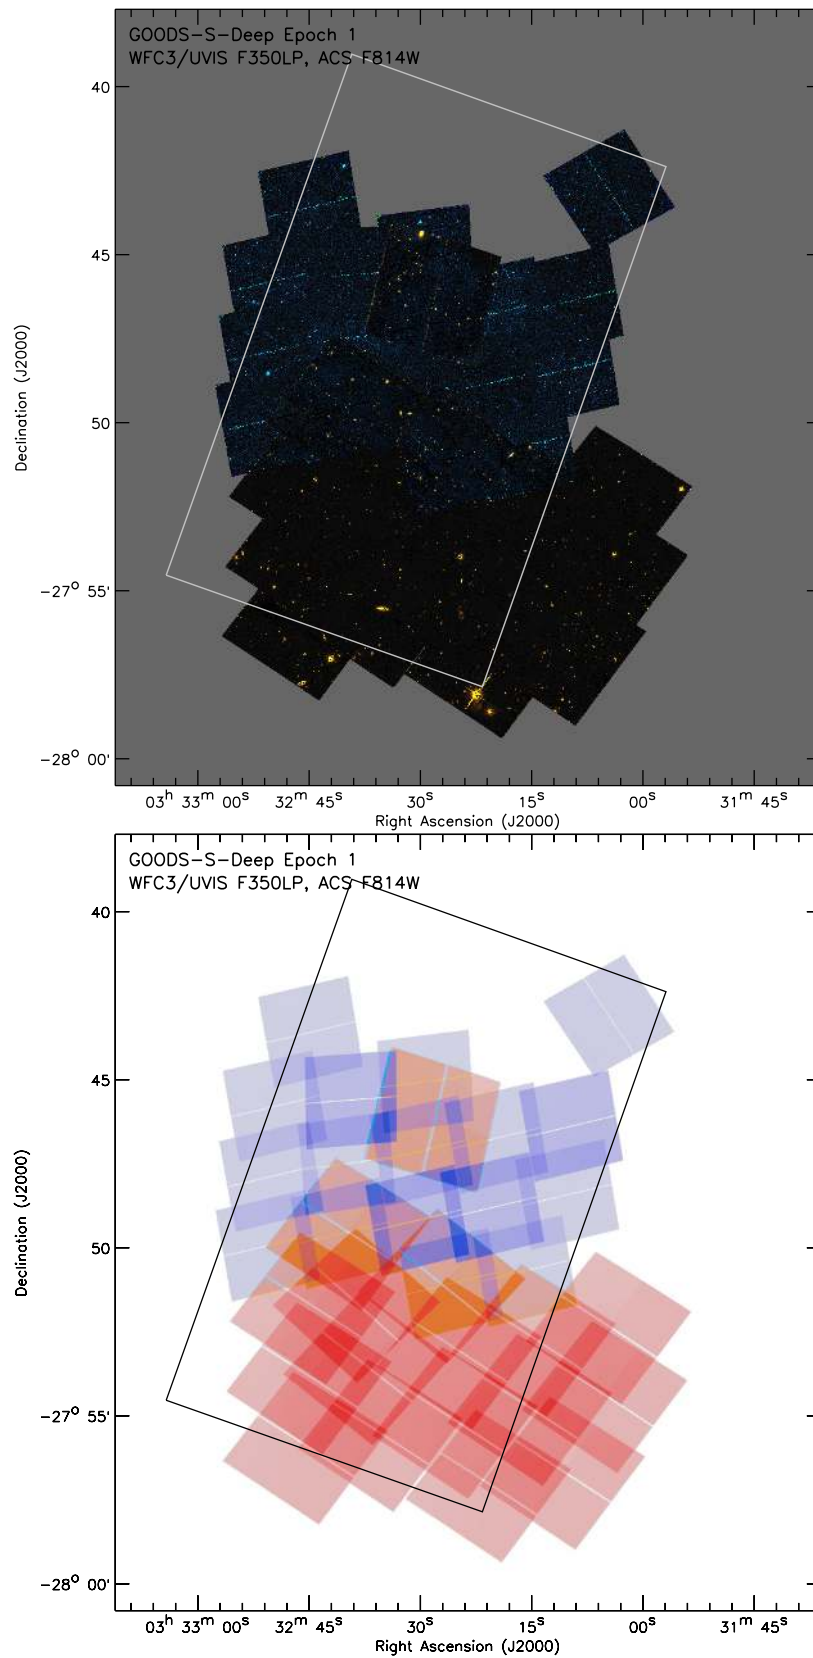 GOODS-S-Deep Epoch 1
WFC3/UVIS F350LP, ACS F814W
40
45
50
-27° 55'
-28° 00'
Declination (J2000)
03h 33m 00s 32m 45s 30s 15s 00s 31m 45s
Right Ascension (J2000)
GOODS-S-Deep Epoch 1
WFC3/UVIS F350LP, ACS F814W
40
45
50
-27° 55'
-28° 00'
Declination (J2000)
03h 33m 00s 32m 45s 30s 15s 00s 31m 45s
Right Ascension (J2000)